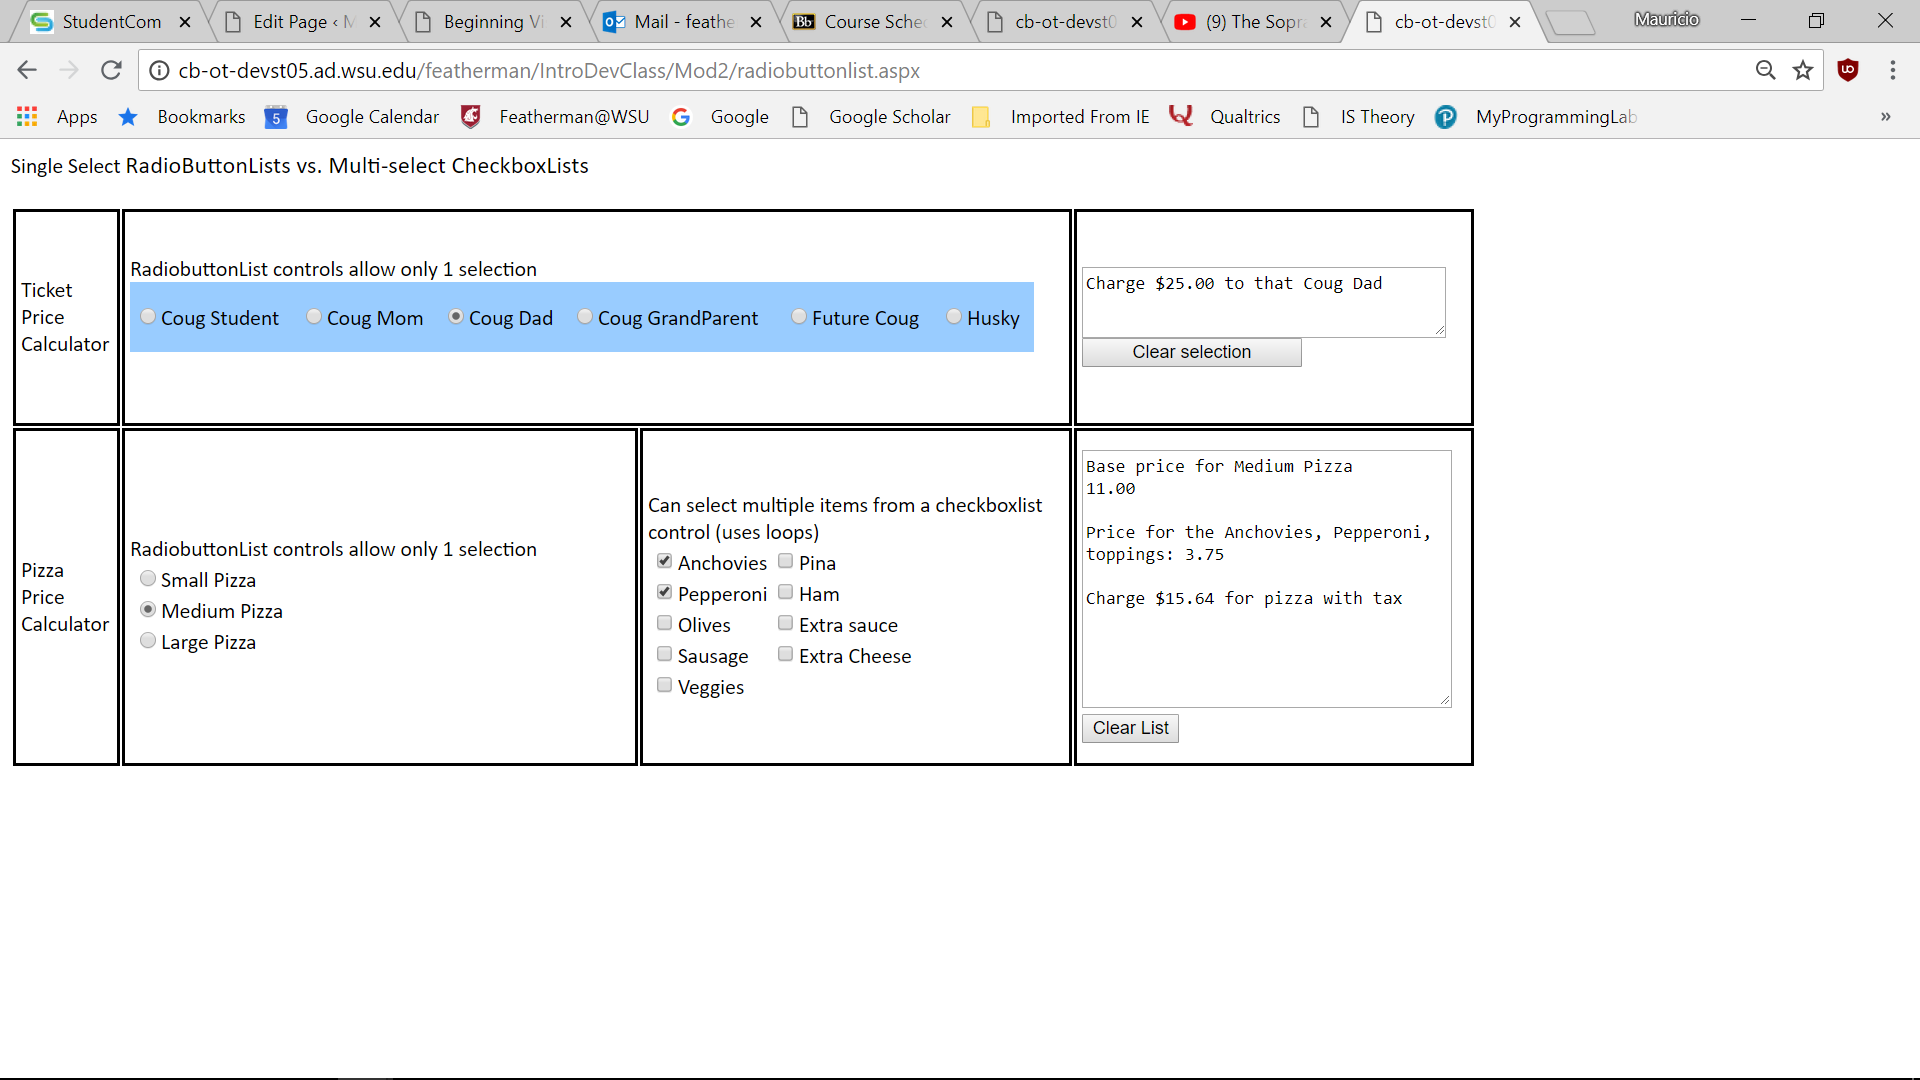 StudentCom
Edit Page ‹ M
Beginning Vi
Mail - feathe
Bb Course Sche
cb-ot-devst0
(9) The Sopra
cb-ot-devst0
Mauricio
cb-ot-devst05.ad.wsu.edu/featherman/IntroDevClass/Mod2/radiobuttonlist.aspx
Apps
Bookmarks
5 Google Calendar
Featherman@WSU
Google
Google Scholar
Imported From IE
Qualtrics
IS Theory
MyProgrammingLab
»
Single Select RadioButtonLists vs. Multi-select CheckboxLists
Ticket
Price
Calculator
RadiobuttonList controls allow only 1 selection
Coug Student
Coug Mom
Coug Dad
Coug GrandParent
Future Coug
Husky
Charge $25.00 to that Coug Dad
Clear selection
Pizza
Price
Calculator
RadiobuttonList controls allow only 1 selection
Small Pizza
Medium Pizza
Large Pizza
Can select multiple items from a checkboxlist
control (uses loops)
Anchovies
Pina
Pepperoni
Ham
Olives
Extra sauce
Sausage
Extra Cheese
Veggies
Base price for Medium Pizza
11.00
Price for the Anchovies, Pepperoni,
toppings: 3.75
Charge $15.64 for pizza with tax
Clear List